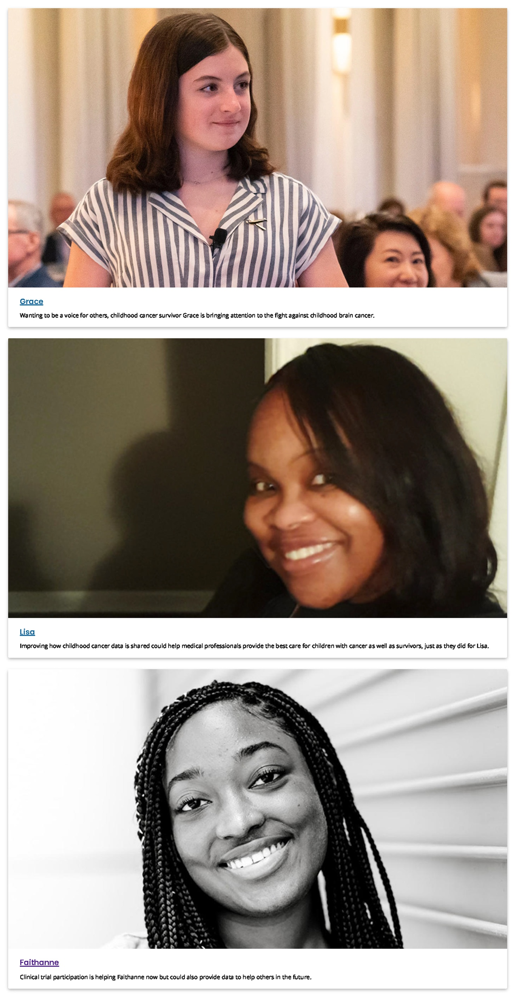 Grace
Wanting to be a voice for others, childhood cancer survivor Grace is bringing attention to the fight against childhood brain cancer.
Lisa
Improving how childhood cancer data is shared could help medical professionals provide the best care for children with cancer as well as survivors, just as they did for Lisa.
Faithanne
Clinical trial participation is helping Faithanne now but could also provide data to help others in the future.